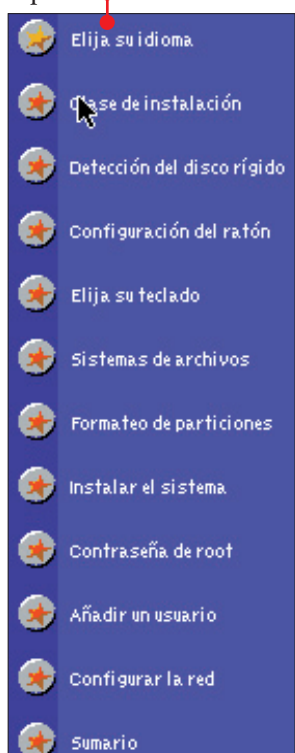 Elija su idioma
Clase de instalación
Detección del disco rígido
Configuración del ratón
Elija su teclado
Sistemas de archivos
Formateo de particiones
Instalar el sistema
Contraseña de root
Añadir un usuario
Configurar la red
Sumario